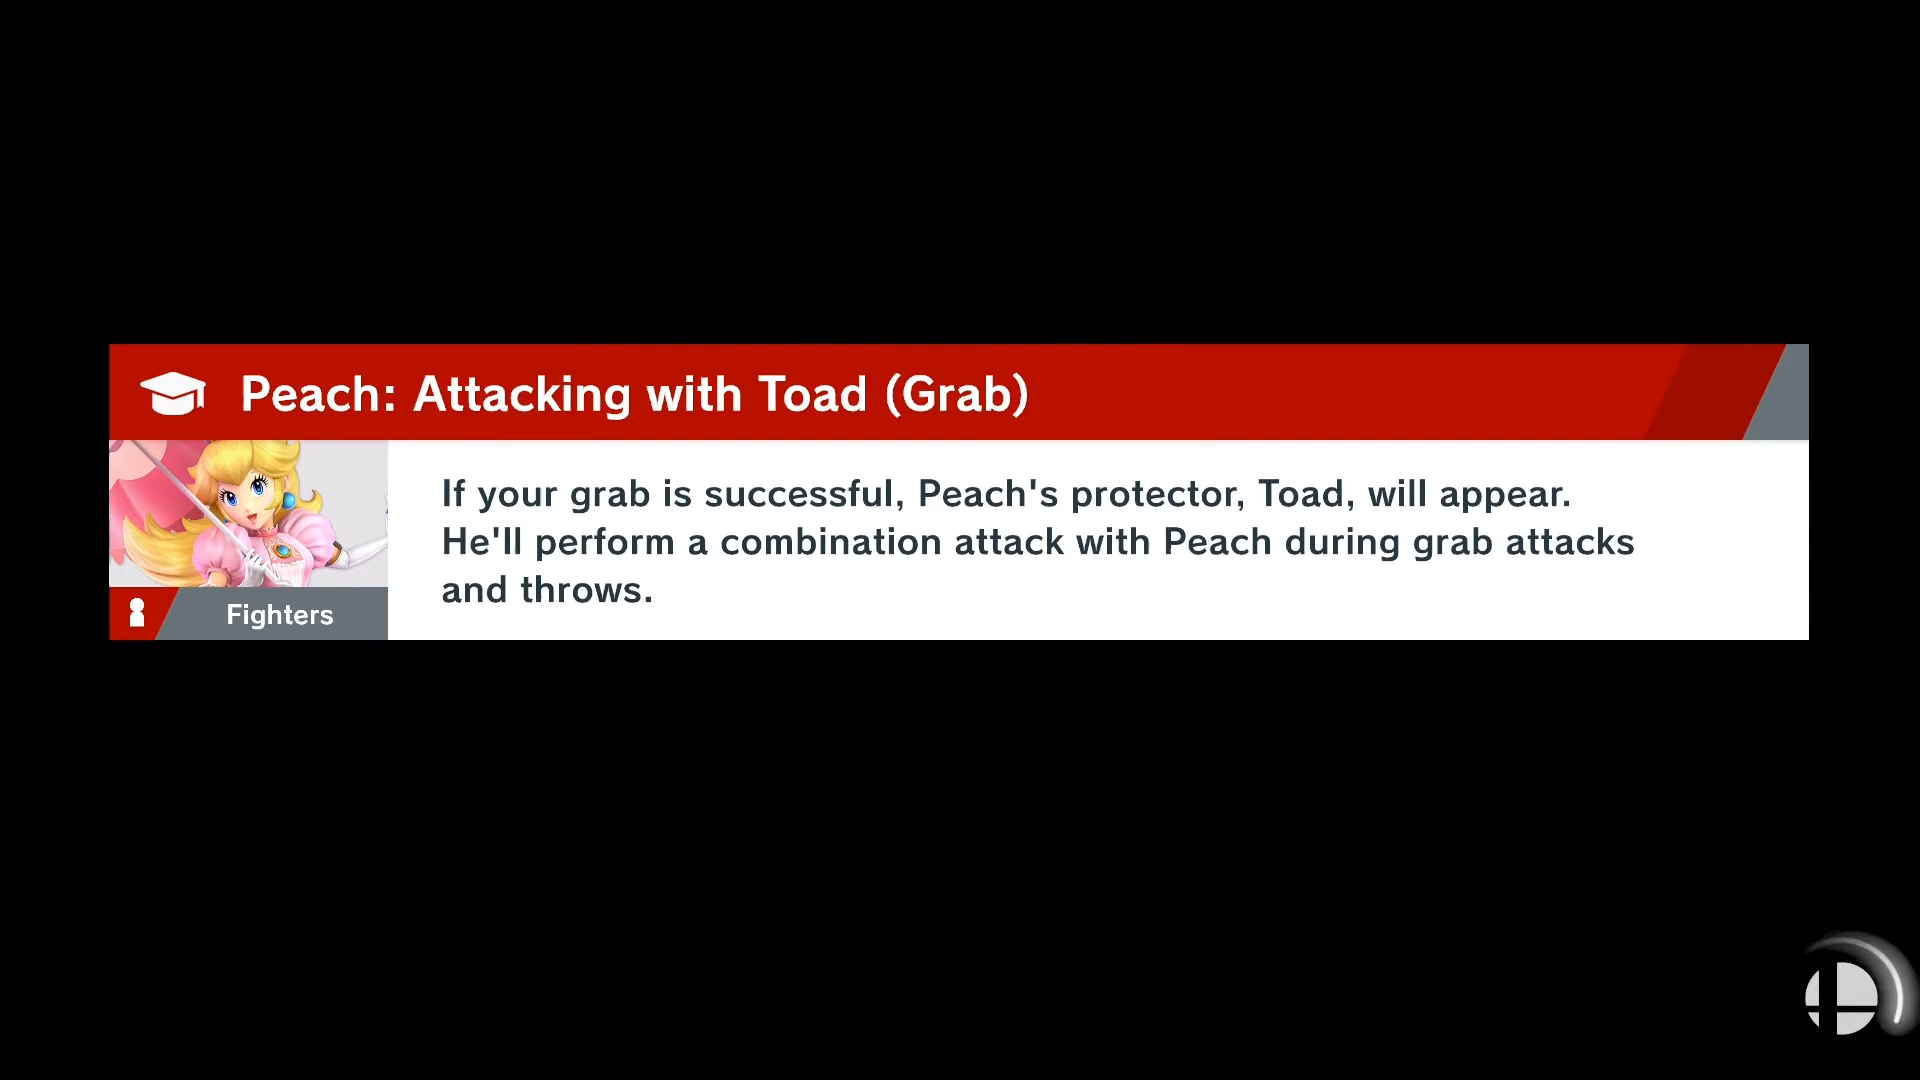 Peach: Attacking with Toad (Grab)
If your grab is successful, Peach's protector, Toad, will appear.
He'll perform a combination attack with Peach during grab attacks
and throws.
Fighters